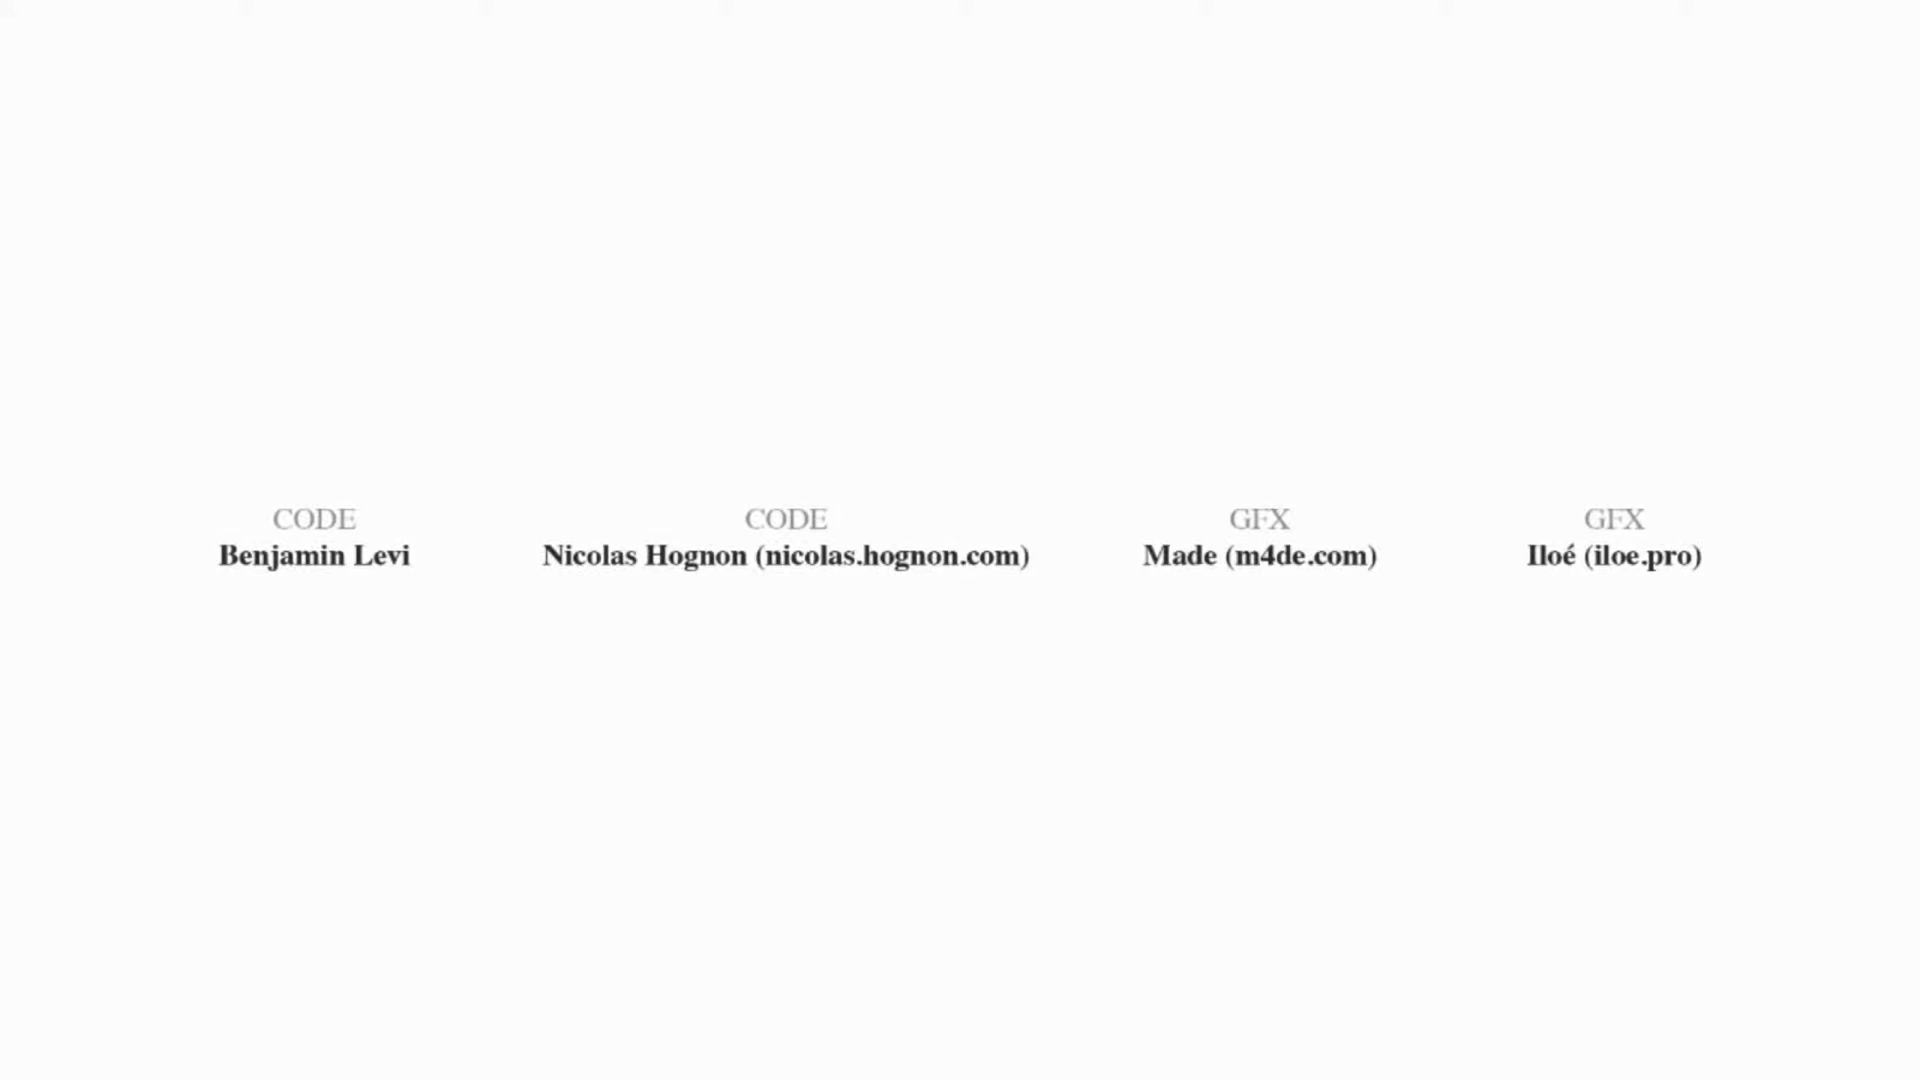 CODE
Benjamin Levi
CODE
Nicolas Hognon (nicolas.hognon.com)
GFX
Made (m4de.com)
GFX
Iloé (iloe.pro)